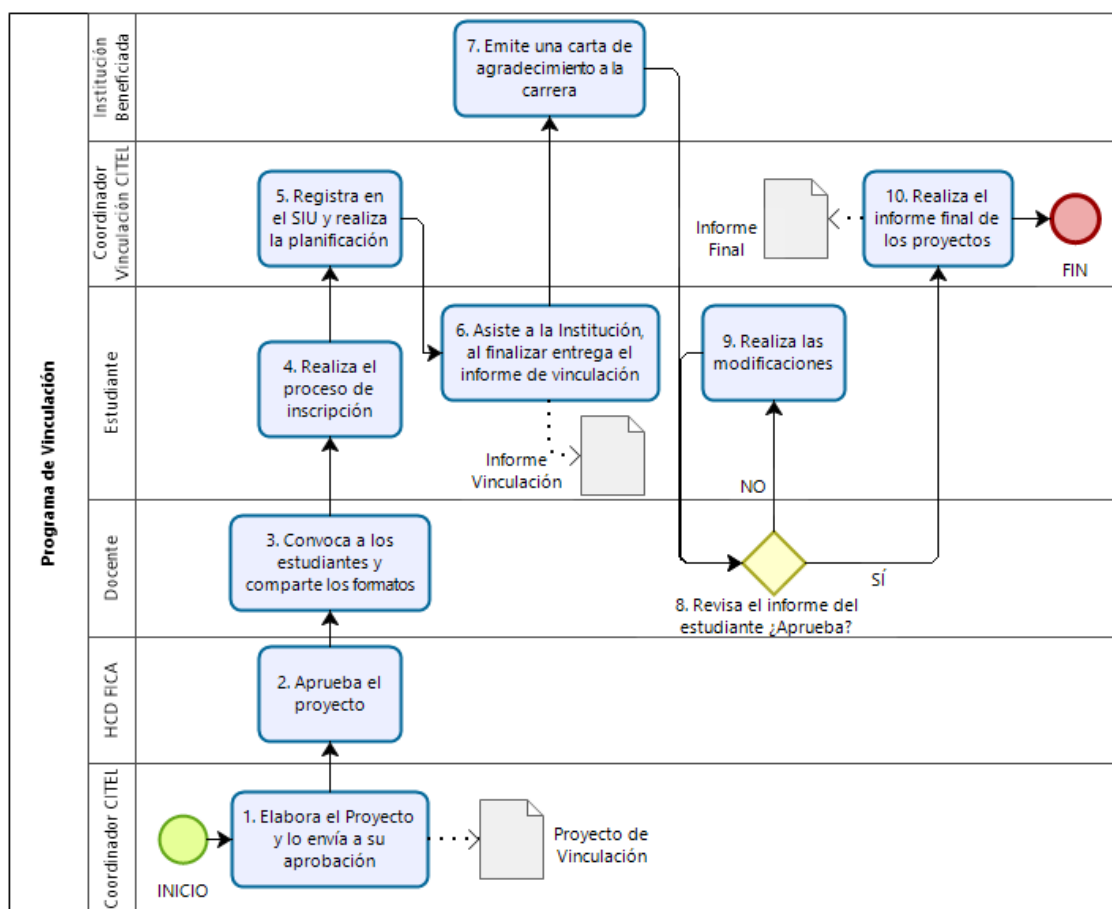 Programa de Vinculación
Institución
Beneficiada
7. Emite una carta de
agradecimiento a la
carrera
Coordinador
Vinculación CITEL
5. Registra en
el SIU y realiza
la planificación
Informe
Final
10. Realiza el
informe final de
los proyectos
FIN
Estudiante
4. Realiza el
proceso de
inscripción
6. Asiste a la Institución,
al finalizar entrega el
informe de vinculación
Informe
Vinculación
9. Realiza las
modificaciones
NO
Docente
3. Convoca a los
estudiantes y
comparte los formatos
SÍ
8. Revisa el informe del
estudiante ¿Aprueba?
HCD FICA
2. Aprueba el
proyecto
Coordinador CITEL
INICIO
1. Elabora el Proyecto
y lo envía a su
aprobación
Proyecto de
Vinculación